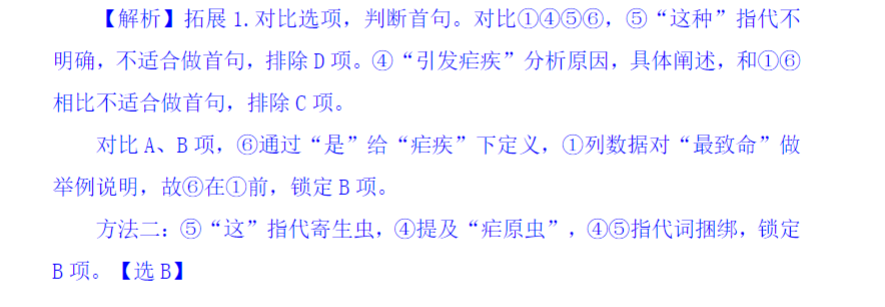 【解析】拓展 1.对比选项，判断首句。对比①④⑤⑥，⑤“这种”指代不
明确，不适合做首句，排除 D 项。④“引发疟疾”分析原因，具体阐述，和①⑥
相比不适合做首句，排除 C 项。
对比 A、B 项，⑥通过“是”给“疟疾”下定义，①列数据对“最致命”做
举例说明，故⑥在①前，锁定 B 项。
方法二：⑤“这”指代寄生虫，④提及“疟原虫”，④⑤指代词捆绑，锁定
B 项。【选 B】